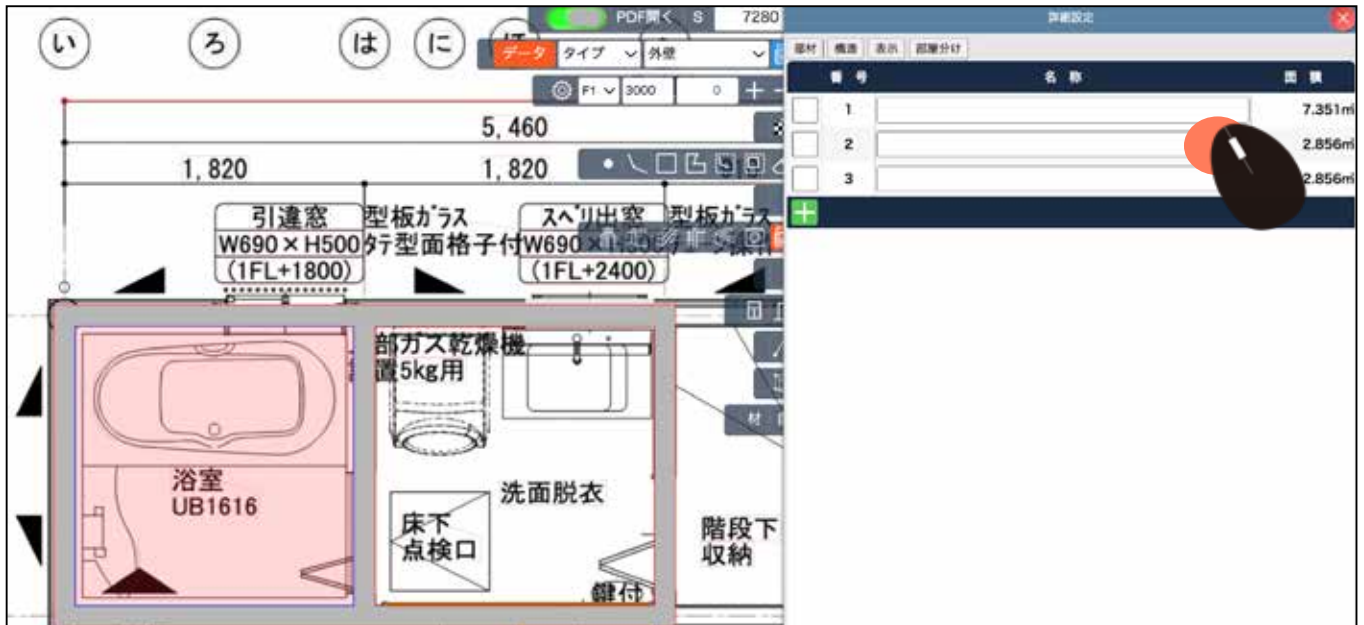 い ろ は に
PDF開く S 7280
データ タイプ 外壁
F1 3000 0
5,460
1,820 1,820 910
引違窓 型板ガラス スベリ出窓 型板ガラス
W690×H500 タテ型面格子付 W690
(1FL+1800) (1FL+2400)
部ガス乾燥機
置5kg用
浴室
UB1616
洗面脱衣
床下
点検口
階段下
収納
鍵付
材
詳細設定
部材 構造 表示 部屋分け
番号 名称 面積
1 7.351㎡
2 2.856㎡
3 2.856㎡